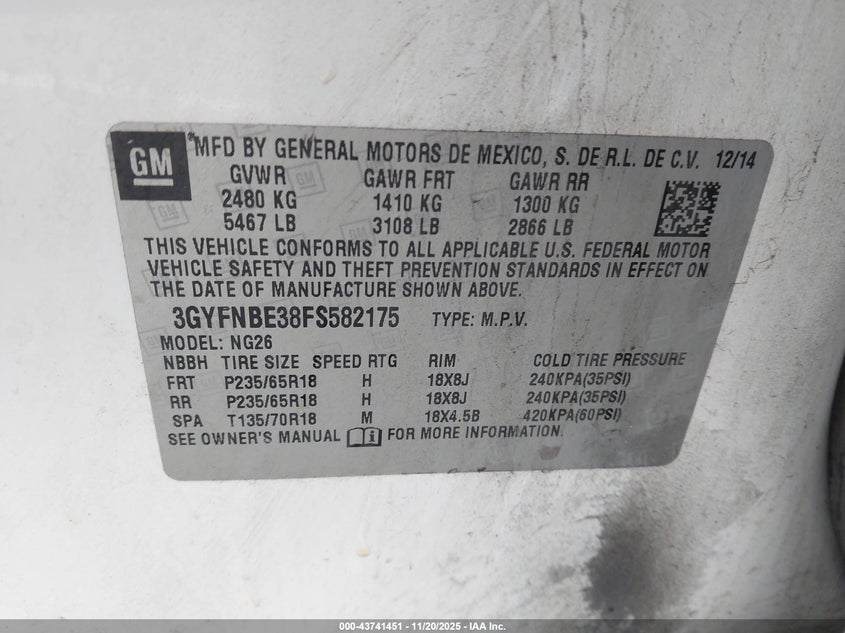 GM
MFD BY GENERAL MOTORS DE MEXICO, S. DE R.L. DE C.V. 12/14
GVWR GAWR FRT GAWR RR
2480 KG 1410 KG 1300 KG
5467 LB 3108 LB 2866 LB
THIS VEHICLE CONFORMS TO ALL APPLICABLE U.S. FEDERAL MOTOR
VEHICLE SAFETY AND THEFT PREVENTION STANDARDS IN EFFECT ON
THE DATE OF MANUFACTURE SHOWN ABOVE.
3GYFNBE38FS582175 TYPE: M.P.V.
MODEL: NG26
NBBH TIRE SIZE SPEED RTG RIM COLD TIRE PRESSURE
FRT P235/65R18 H 18X8J 240KPA(35PSI)
RR P235/65R18 H 18X8J 240KPA(35PSI)
SPA T135/70R18 M 18X4.5B 420KPA(60PSI)
SEE OWNER'S MANUAL FOR MORE INFORMATION.
000-43741451 - 11/20/2025 - IAA Inc.